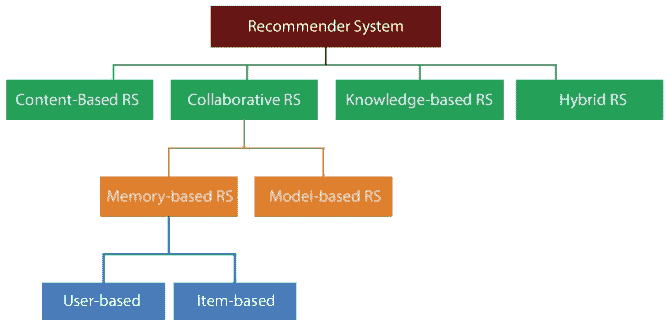 Recommender System
Content-Based RS
Collaborative RS
Knowledge-based RS
Hybrid RS
Memory-based RS
Model-based RS
User-based
Item-based